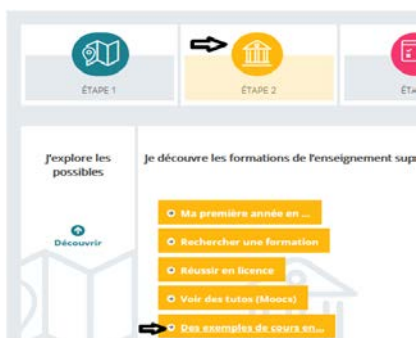 ÉTAPE 1
ÉTAPE 2
ÉTA
J'explore les
possibles
Découvrir
Je découvre les formations de l'enseignement sup
Ma première année en ...
Rechercher une formation
Réussir en licence
Voir des tutos (Moocs)
Des exemples de cours en...